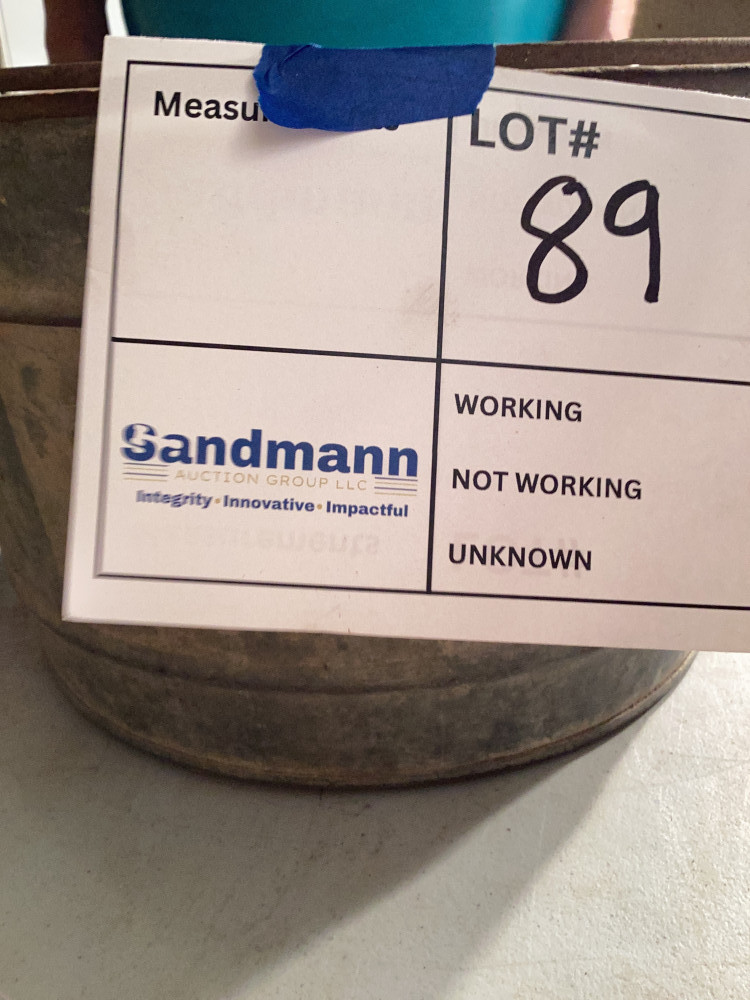 LOT#
89
Sandmann
AUCTION GROUP LLC
Integrity • Innovative • Impactful
WORKING
NOT WORKING
UNKNOWN